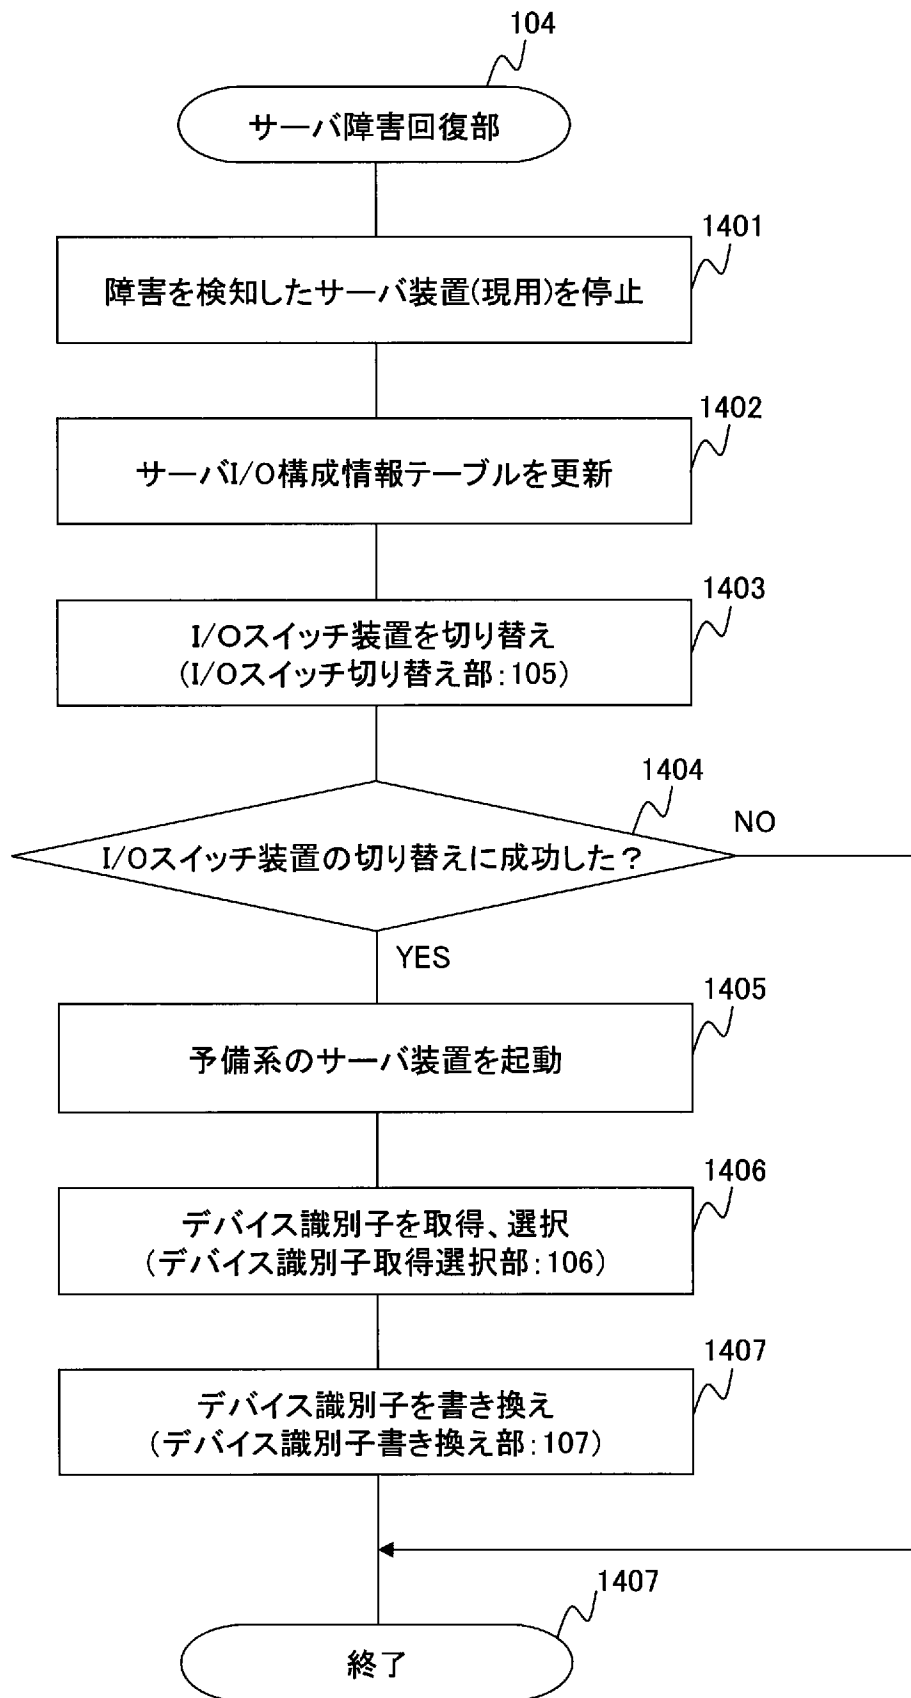 104
サーバ障害回復部
1401
障害を検知したサーバ装置(現用)を停止
1402
サーバI/O構成情報テーブルを更新
1403
I/Oスイッチ装置を切り替え
(I/Oスイッチ切り替え部:105)
1404
I/Oスイッチ装置の切り替えに成功した?
NO
YES
1405
予備系のサーバ装置を起動
1406
デバイス識別子を取得、選択
(デバイス識別子取得選択部:106)
1407
デバイス識別子を書き換え
(デバイス識別子書き換え部:107)
1407
終了